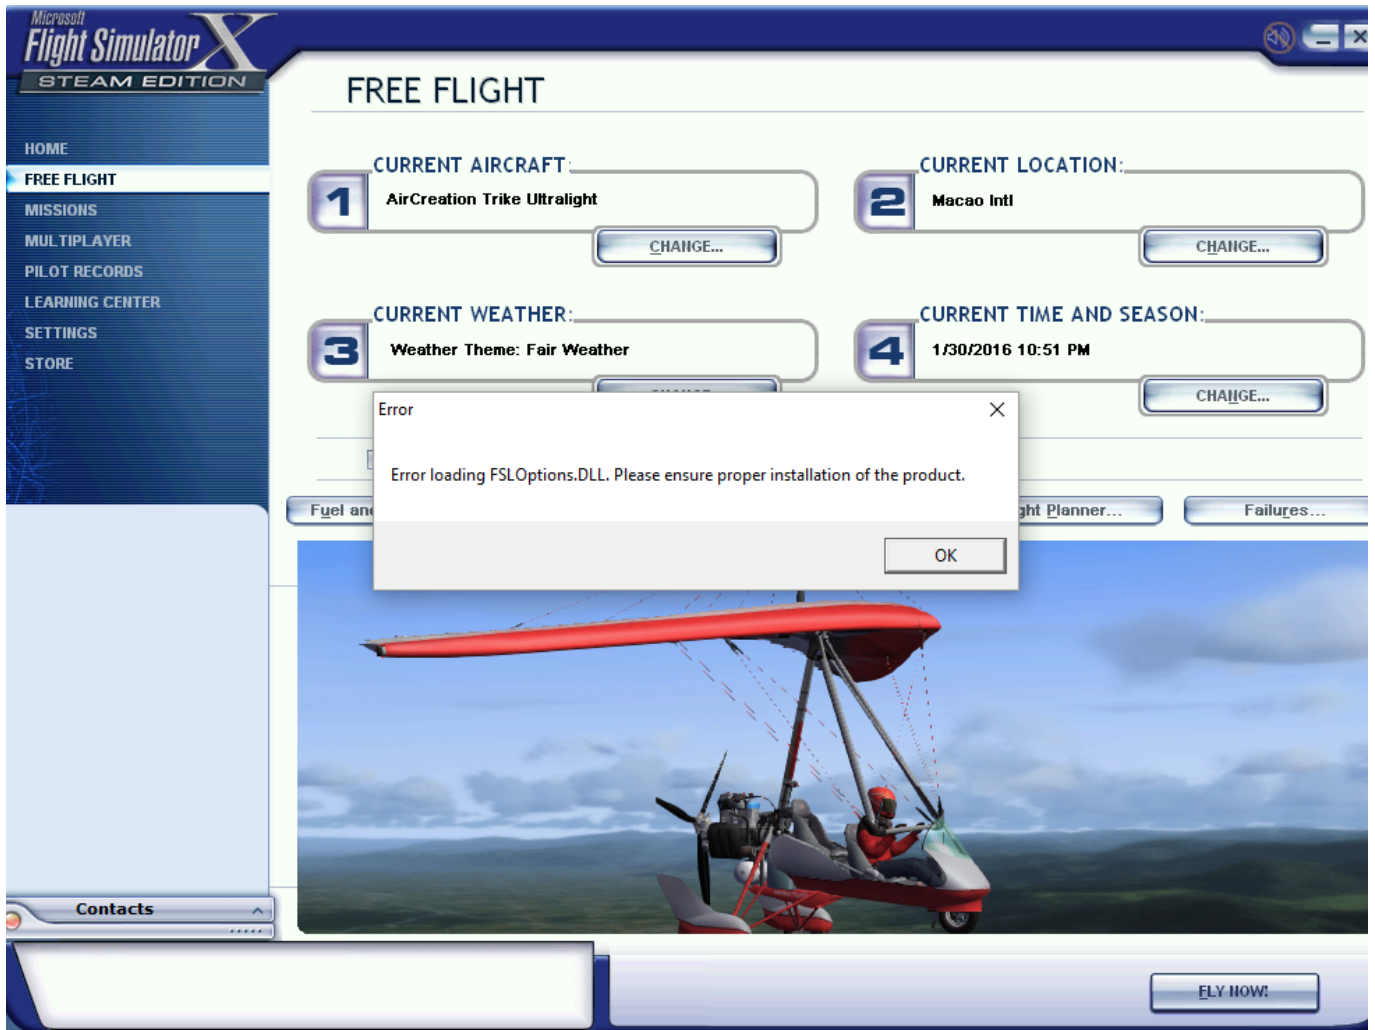 Microsoft
Flight Simulator X
STEAM EDITION
FREE FLIGHT
HOME
FREE FLIGHT
MISSIONS
MULTIPLAYER
PILOT RECORDS
LEARNING CENTER
SETTINGS
STORE
CURRENT AIRCRAFT:
1
AirCreation Trike Ultralight
CHANGE...
CURRENT LOCATION:
2
Macao Intl
CHANGE...
CURRENT WEATHER:
3
Weather Theme: Fair Weather
CURRENT TIME AND SEASON:
4
1/30/2016 10:51 PM
CHANGE...
Error
Error loading FSLOptions.DLL. Please ensure proper installation of the product.
OK
Fuel and
ght Planner...
Failures...
Contacts
FLY NOW!